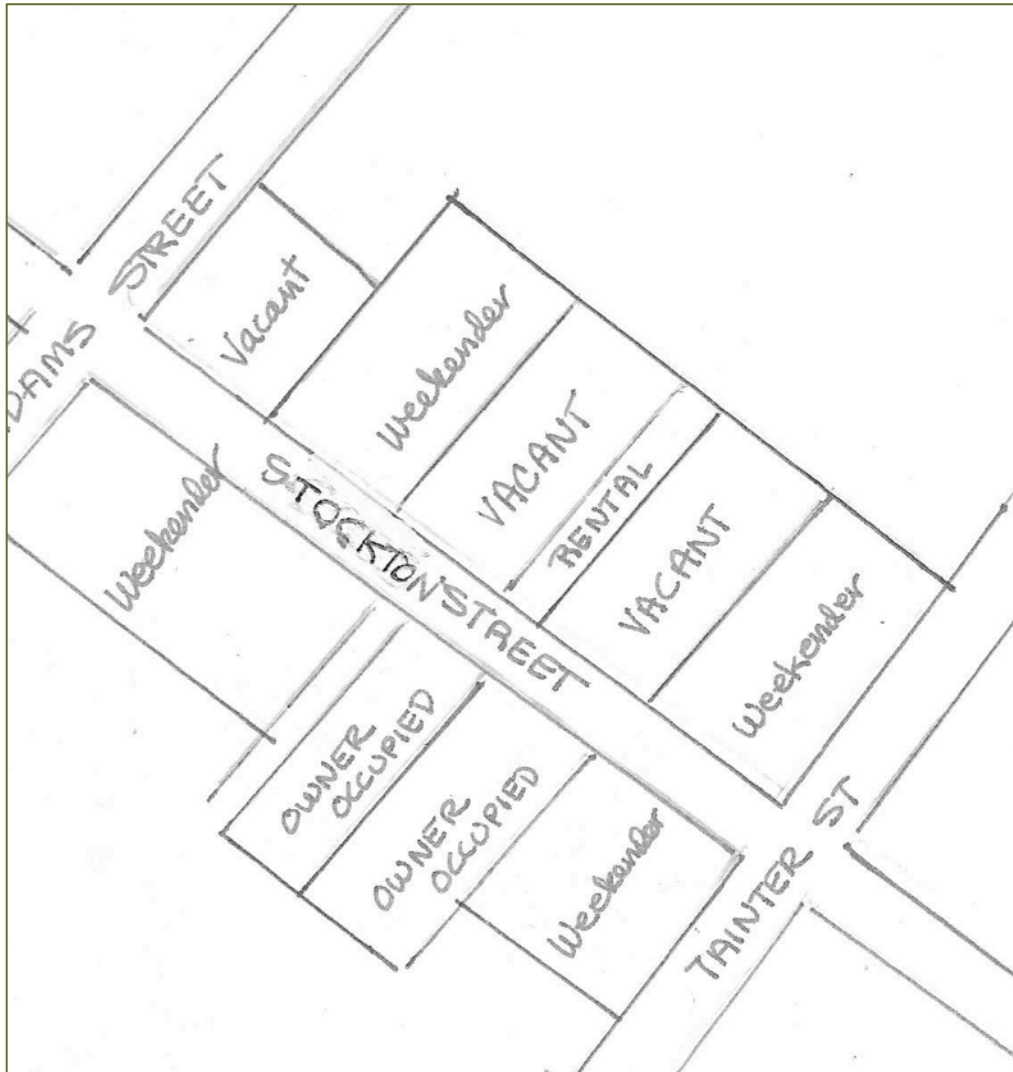 ADAMS STREET
Vacant
Weekender
VACANT
RENTAL
VACANT
Weekender
STOCKTON STREET
Weekender
OWNER
OCCUPIED
OWNER
OCCUPIED
Weekender
TAINTER ST